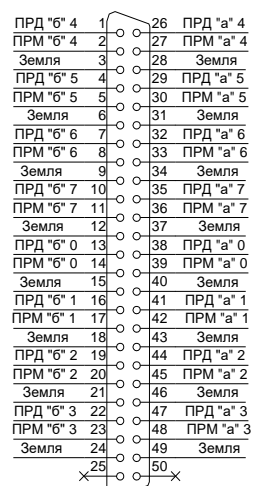 ПРД "б" 4 1 26 ПРД "а" 4
ПРМ "б" 4 2 27 ПРМ "а" 4
Земля 3 28 Земля
ПРД "б" 5 4 29 ПРД "а" 5
ПРМ "б" 5 5 30 ПРМ "а" 5
Земля 6 31 Земля
ПРД "б" 6 7 32 ПРД "а" 6
ПРМ "б" 6 8 33 ПРМ "а" 6
Земля 9 34 Земля
ПРД "б" 7 10 35 ПРД "а" 7
ПРМ "б" 7 11 36 ПРМ "а" 7
Земля 12 37 Земля
ПРД "б" 0 13 38 ПРД "а" 0
ПРМ "б" 0 14 39 ПРМ "а" 0
Земля 15 40 Земля
ПРД "б" 1 16 41 ПРД "а" 1
ПРМ "б" 1 17 42 ПРМ "а" 1
Земля 18 43 Земля
ПРД "б" 2 19 44 ПРД "а" 2
ПРМ "б" 2 20 45 ПРМ "а" 2
Земля 21 46 Земля
ПРД "б" 3 22 47 ПРД "а" 3
ПРМ "б" 3 23 48 ПРМ "а" 3
Земля 24 49 Земля
25 50